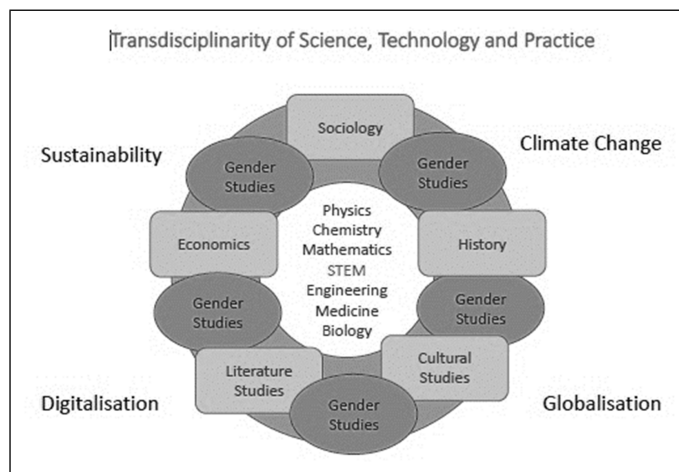 Transdisciplinarity of Science, Technology and Practice
Sociology
Sustainability
Climate Change
Gender
Studies
Gender
Studies
Physics
Chemistry
Mathematics
STEM
Engineering
Medicine
Biology
Economics
History
Gender
Studies
Gender
Studies
Literature
Studies
Cultural
Studies
Digitalisation
Gender
Studies
Globalisation